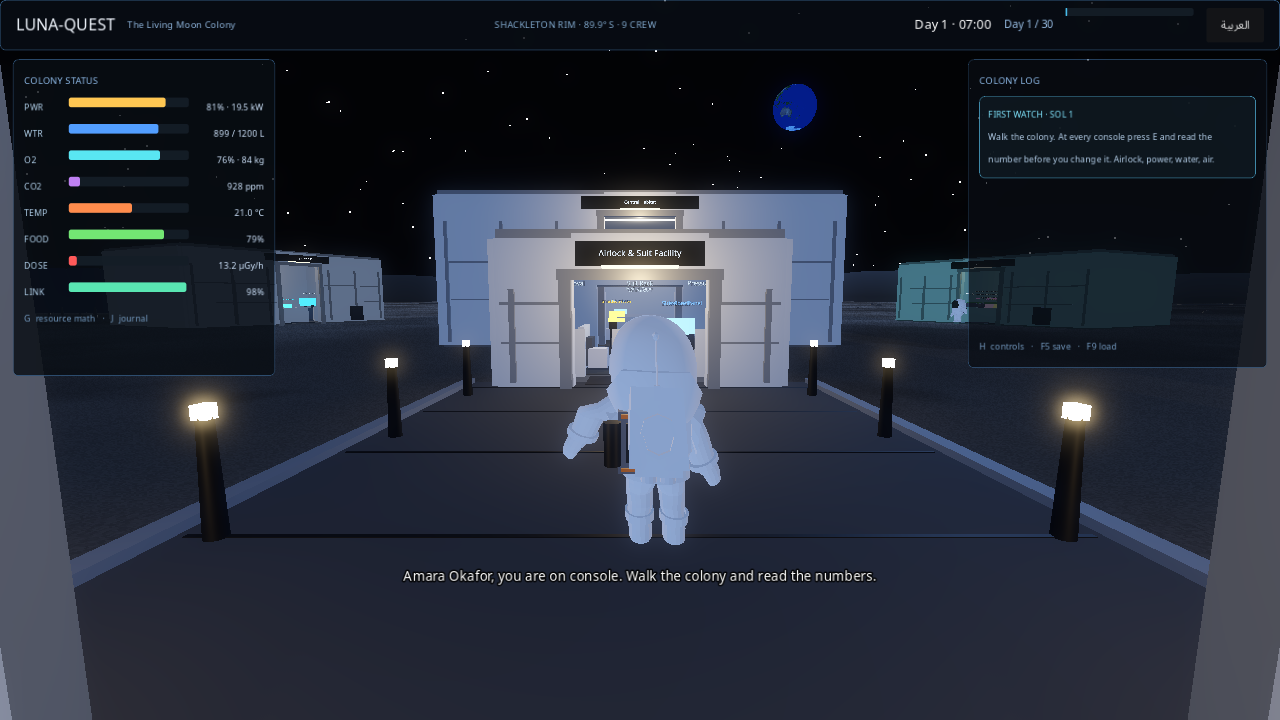 LUNA-QUEST The Living Moon Colony
SHACKLETON RIM · 89.9° S · 9 CREW
Day 1 · 07:00 Day 1 / 30
العربية
COLONY STATUS
PWR 81% · 19.5 kW
WTR 899 / 1200 L
O2 76% · 84 kg
CO2 928 ppm
TEMP 21.0 °C
FOOD 79%
DOSE 13.2 µGy/h
LINK 98%
G resource math · J journal
COLONY LOG
FIRST WATCH · SOL 1
Walk the colony. At every console press E and read the
number before you change it. Airlock, power, water, air.
H controls · F5 save · F9 load
Central Habitat
Airlock & Suit Facility
Amara Okafor, you are on console. Walk the colony and read the numbers.